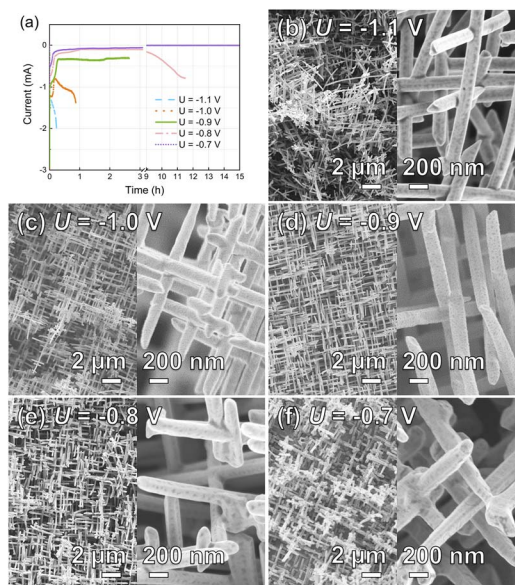 (a)
0
-1
-2
-3
Current (mA)
0 1 2 3 9 10 11 12 13 14 15
Time (h)
U = -1.1 V
U = -1.0 V
U = -0.9 V
U = -0.8 V
U = -0.7 V
(b) U = -1.1 V
2 µm 200 nm
(c) U = -1.0 V
2 µm 200 nm
(d) U = -0.9 V
2 µm 200 nm
(e) U = -0.8 V
2 µm 200 nm
(f) U = -0.7 V
2 µm 200 nm